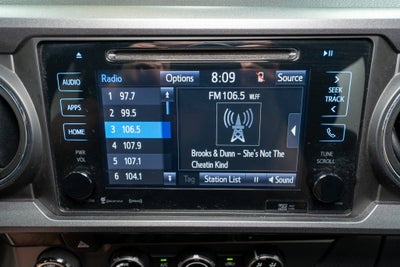 AUDIO
APPS
HOME
PWR
VOL
Radio
Options
8:09
Source
1 97.7
2 99.5
3 106.5
4 107.9
5 107.1
6 104.1
FM 106.5 WLFF
Brooks & Dunn – She's Not The
Cheatin Kind
Tag
Station List
Sound
SEEK
TRACK
TUNE
SCROLL